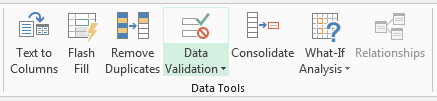 Text to Columns
Flash Fill
Remove Duplicates
Data Validation
Consolidate
What-If Analysis
Relationships
Data Tools